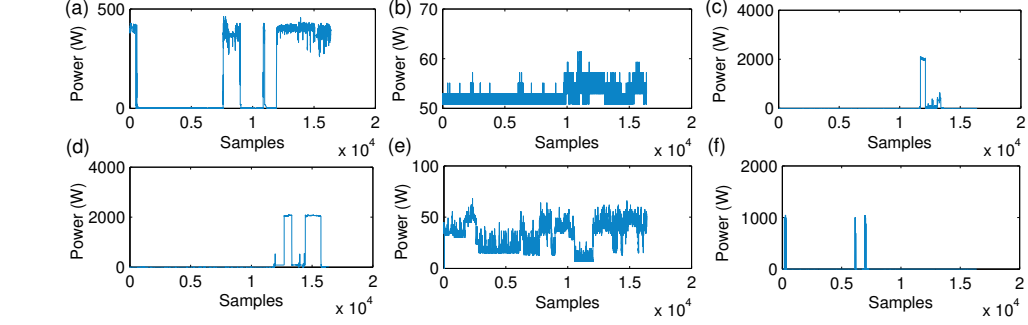 (a)
500
0
Power (W)
0 0.5 1 1.5 2
Samples
x 10^4
(b)
70
60
50
Power (W)
0 0.5 1 1.5 2
Samples
x 10^4
(c)
4000
2000
0
Power (W)
0 0.5 1 1.5 2
Samples
x 10^4
(d)
4000
2000
0
Power (W)
0 0.5 1 1.5 2
Samples
x 10^4
(e)
100
50
0
Power (W)
0 0.5 1 1.5 2
Samples
x 10^4
(f)
2000
1000
0
Power (W)
0 0.5 1 1.5 2
Samples
x 10^4